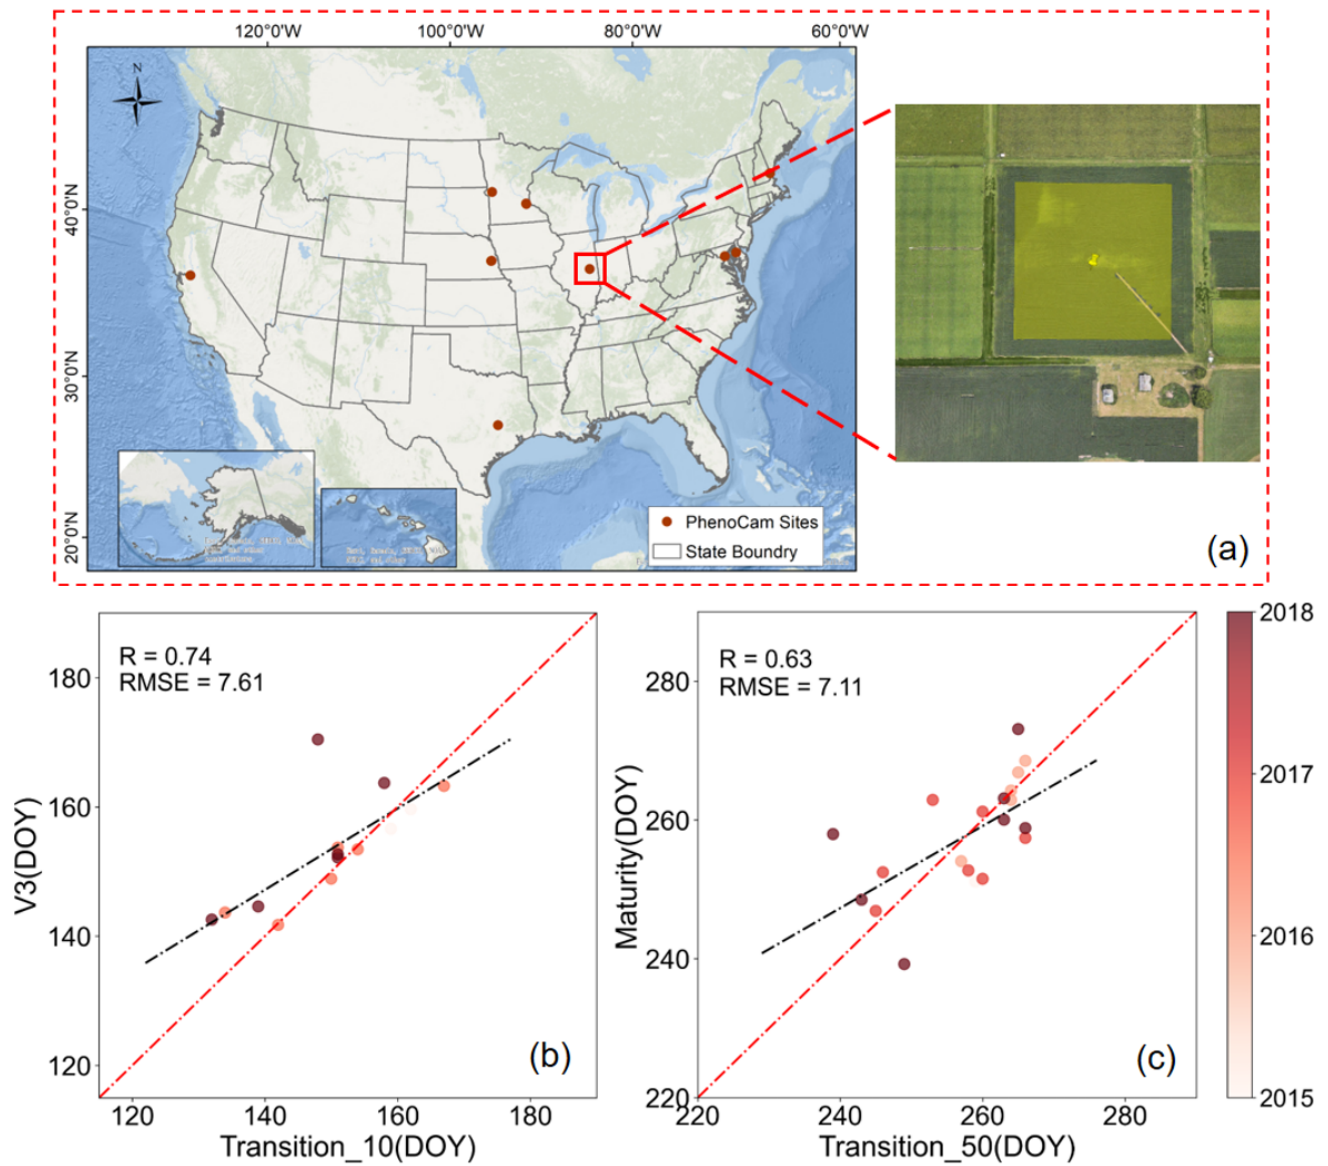 120°0'W 100°0'W 80°0'W 60°0'W
N
40°0'N
30°0'N
20°0'N
PhenoCam Sites
State Boundry
(a)
R = 0.74
RMSE = 7.61
180
160
140
120
V3(DOY)
120 140 160 180
Transition_10(DOY)
(b)
R = 0.63
RMSE = 7.11
280
260
240
220
Maturity(DOY)
220 240 260 280
Transition_50(DOY)
(c)
2018
2017
2016
2015